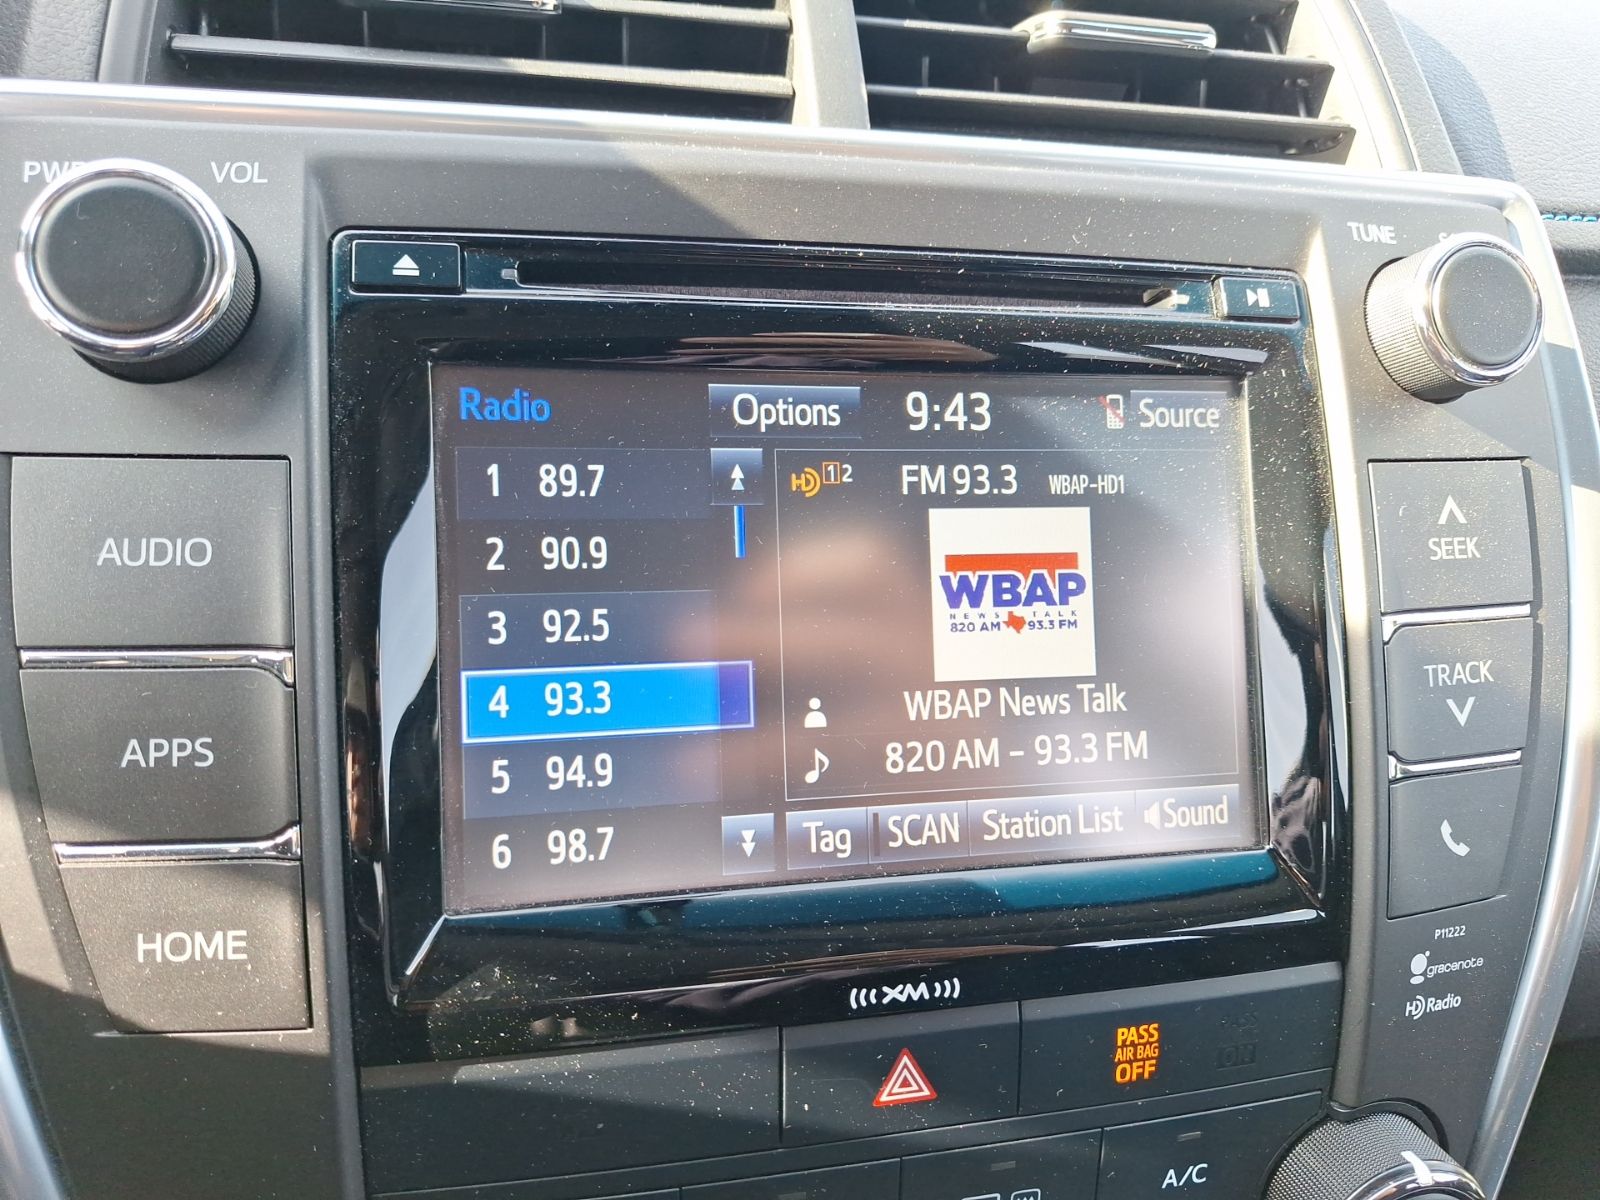 PWR VOL
TUNE
Radio Options 9:43 Source
1 89.7
2 90.9
3 92.5
4 93.3
5 94.9
6 98.7
HD 1 2 FM 93.3 WBAP-HD1
WBAP
NEWS TALK
820 AM 93.3 FM
WBAP News Talk
820 AM - 93.3 FM
Tag SCAN Station List Sound
AUDIO
APPS
HOME
SEEK
TRACK
P11222
gracenote
HD Radio
(((XM)))
PASS
AIR BAG
OFF
PASS
ON
A/C